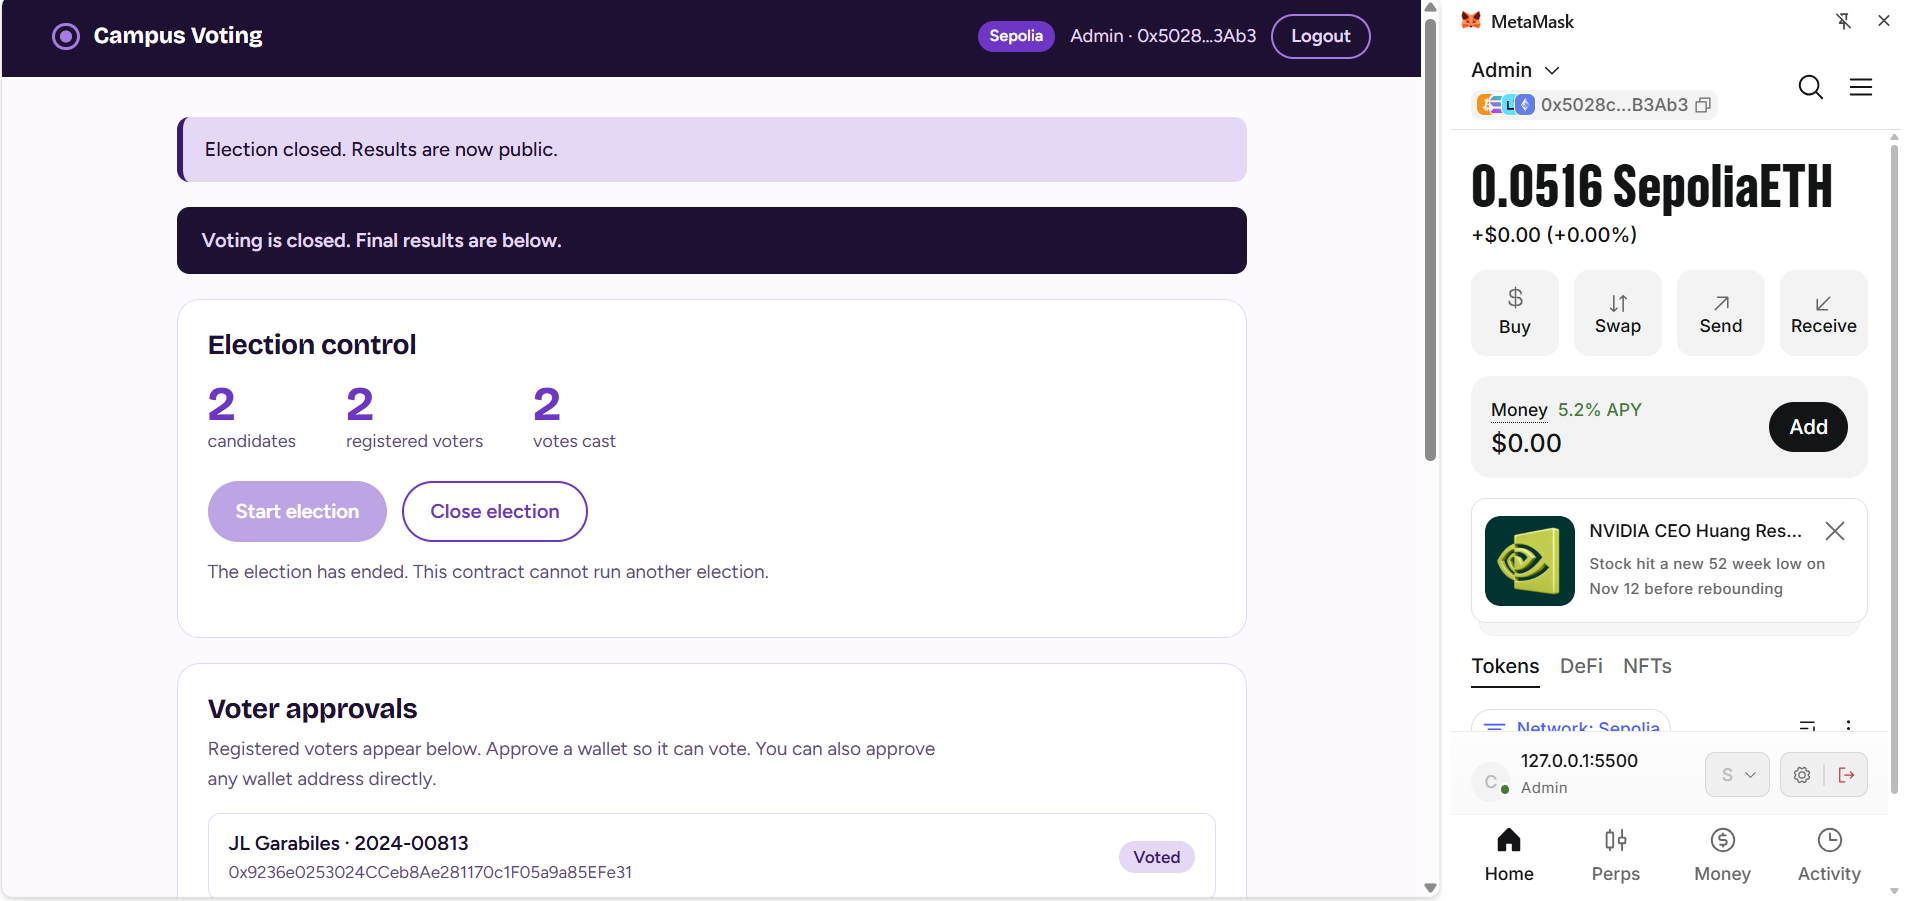 Campus Voting
Sepolia
Admin · 0x5028...3Ab3
Logout
Election closed. Results are now public.
Voting is closed. Final results are below.
Election control
2
candidates
2
registered voters
2
votes cast
Start election
Close election
The election has ended. This contract cannot run another election.
Voter approvals
Registered voters appear below. Approve a wallet so it can vote. You can also approve
any wallet address directly.
JL Garabiles · 2024-00813
0x9236e0253024CCeb8Ae281170c1F05a9a85EFe31
Voted
MetaMask
Admin
0x5028c...B3Ab3
0.0516 SepoliaETH
+$0.00 (+0.00%)
Buy
Swap
Send
Receive
Money 5.2% APY
$0.00
Add
NVIDIA CEO Huang Res...
Stock hit a new 52 week low on
Nov 12 before rebounding
Tokens
DeFi
NFTs
Network: Sepolia
C
127.0.0.1:5500
Admin
S
Home
Perps
Money
Activity